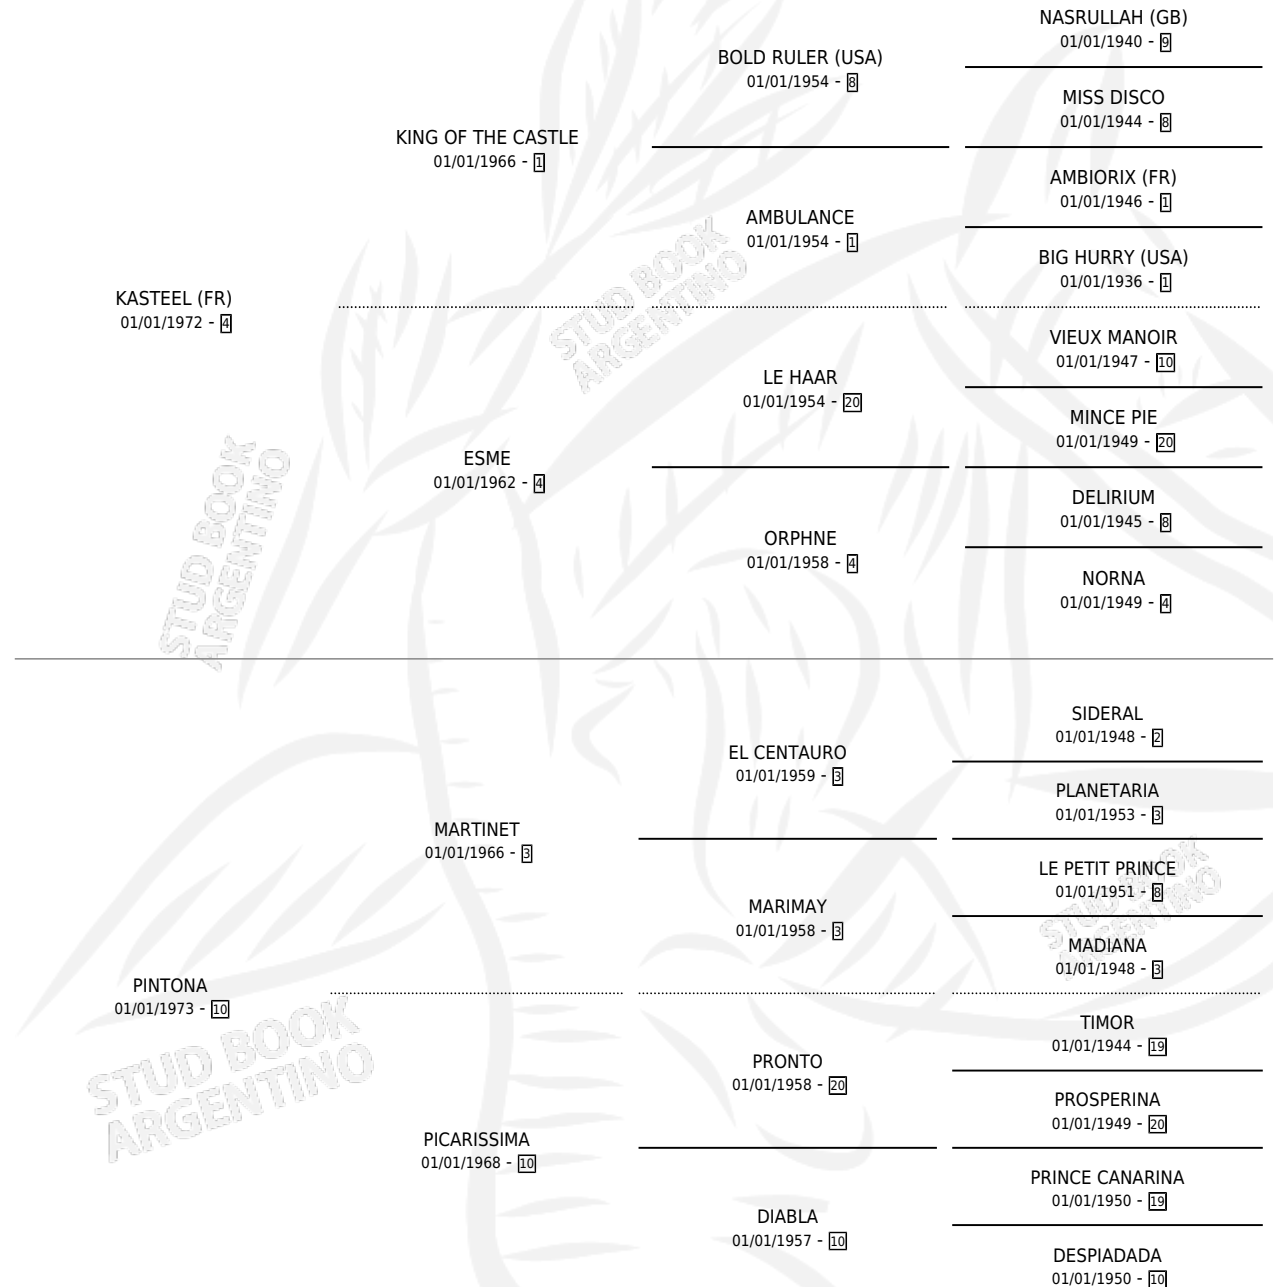 NASRULLAH (GB)
01/01/1940 - 9
BOLD RULER (USA)
01/01/1954 - 8
MISS DISCO
01/01/1944 - 8
KING OF THE CASTLE
01/01/1966 - 1
AMBIORIX (FR)
01/01/1946 - 1
AMBULANCE
01/01/1954 - 1
BIG HURRY (USA)
01/01/1936 - 1
KASTEEL (FR)
01/01/1972 - 4
VIEUX MANOIR
01/01/1947 - 10
LE HAAR
01/01/1954 - 20
MINCE PIE
01/01/1949 - 20
ESME
01/01/1962 - 4
DELIRIUM
01/01/1945 - 8
ORPHNE
01/01/1958 - 4
NORNA
01/01/1949 - 4
SIDERAL
01/01/1948 - 2
EL CENTAURO
01/01/1959 - 3
PLANETARIA
01/01/1953 - 3
MARTINET
01/01/1966 - 3
LE PETIT PRINCE
01/01/1951 - 8
MARIMAY
01/01/1958 - 3
MADIANA
01/01/1948 - 3
PINTONA
01/01/1973 - 10
TIMOR
01/01/1944 - 19
PRONTO
01/01/1958 - 20
PROSPERINA
01/01/1949 - 20
PICARISSIMA
01/01/1968 - 10
PRINCE CANARINA
01/01/1950 - 19
DIABLA
01/01/1957 - 10
DESPIADADA
01/01/1950 - 10
STUD BOOK
ARGENTINO
STUD BOOK
ARGENTINO
STUD BOOK
ARGENTINO
STUD BOOK
ARGENTINO